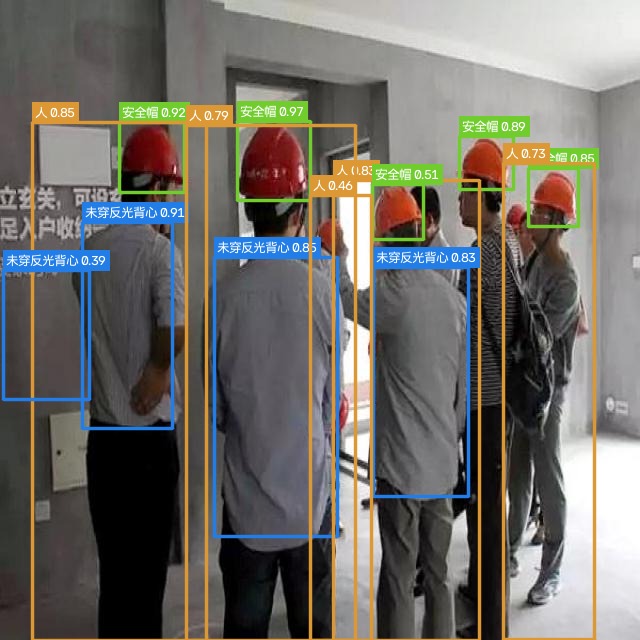 人 0.85
安全帽 0.92
人 0.79
安全帽 0.97
安全帽 0.89
人 0.73
0.85
人 0.83
安全帽 0.51
人 0.46
立玄关，可设
足入户收纳
未穿反光背心 0.91
未穿反光背心 0.39
未穿反光背心 0.85
未穿反光背心 0.83